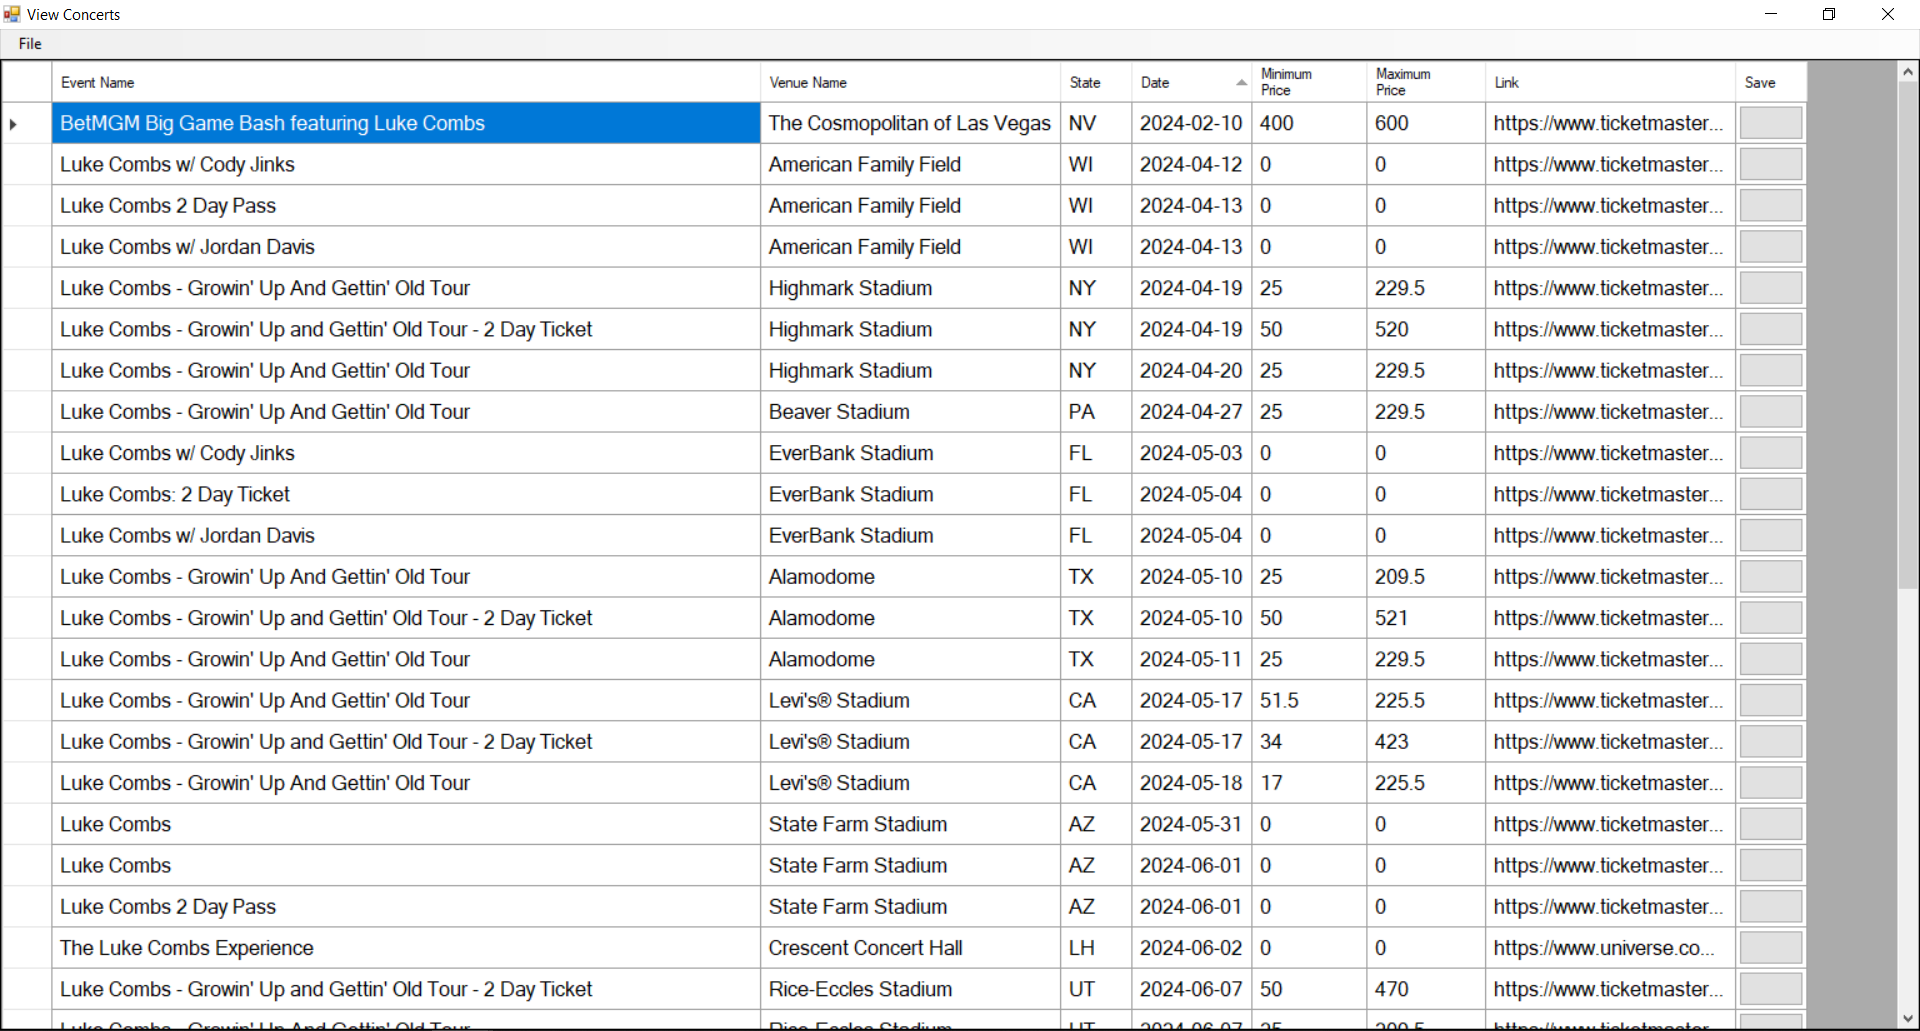 View Concerts
File
Event Name Venue Name State Date Minimum Price Maximum Price Link Save
BetMGM Big Game Bash featuring Luke Combs The Cosmopolitan of Las Vegas NV 2024-02-10 400 600 https://www.ticketmaster...
Luke Combs w/ Cody Jinks American Family Field WI 2024-04-12 0 0 https://www.ticketmaster...
Luke Combs 2 Day Pass American Family Field WI 2024-04-13 0 0 https://www.ticketmaster...
Luke Combs w/ Jordan Davis American Family Field WI 2024-04-13 0 0 https://www.ticketmaster...
Luke Combs - Growin' Up And Gettin' Old Tour Highmark Stadium NY 2024-04-19 25 229.5 https://www.ticketmaster...
Luke Combs - Growin' Up and Gettin' Old Tour - 2 Day Ticket Highmark Stadium NY 2024-04-19 50 520 https://www.ticketmaster...
Luke Combs - Growin' Up And Gettin' Old Tour Highmark Stadium NY 2024-04-20 25 229.5 https://www.ticketmaster...
Luke Combs - Growin' Up And Gettin' Old Tour Beaver Stadium PA 2024-04-27 25 229.5 https://www.ticketmaster...
Luke Combs w/ Cody Jinks EverBank Stadium FL 2024-05-03 0 0 https://www.ticketmaster...
Luke Combs: 2 Day Ticket EverBank Stadium FL 2024-05-04 0 0 https://www.ticketmaster...
Luke Combs w/ Jordan Davis EverBank Stadium FL 2024-05-04 0 0 https://www.ticketmaster...
Luke Combs - Growin' Up And Gettin' Old Tour Alamodome TX 2024-05-10 25 209.5 https://www.ticketmaster...
Luke Combs - Growin' Up and Gettin' Old Tour - 2 Day Ticket Alamodome TX 2024-05-10 50 521 https://www.ticketmaster...
Luke Combs - Growin' Up And Gettin' Old Tour Alamodome TX 2024-05-11 25 229.5 https://www.ticketmaster...
Luke Combs - Growin' Up And Gettin' Old Tour Levi's® Stadium CA 2024-05-17 51.5 225.5 https://www.ticketmaster...
Luke Combs - Growin' Up and Gettin' Old Tour - 2 Day Ticket Levi's® Stadium CA 2024-05-17 34 423 https://www.ticketmaster...
Luke Combs - Growin' Up And Gettin' Old Tour Levi's® Stadium CA 2024-05-18 17 225.5 https://www.ticketmaster...
Luke Combs State Farm Stadium AZ 2024-05-31 0 0 https://www.ticketmaster...
Luke Combs State Farm Stadium AZ 2024-06-01 0 0 https://www.ticketmaster...
Luke Combs 2 Day Pass State Farm Stadium AZ 2024-06-01 0 0 https://www.ticketmaster...
The Luke Combs Experience Crescent Concert Hall LH 2024-06-02 0 0 https://www.universe.co...
Luke Combs - Growin' Up and Gettin' Old Tour - 2 Day Ticket Rice-Eccles Stadium UT 2024-06-07 50 470 https://www.ticketmaster...